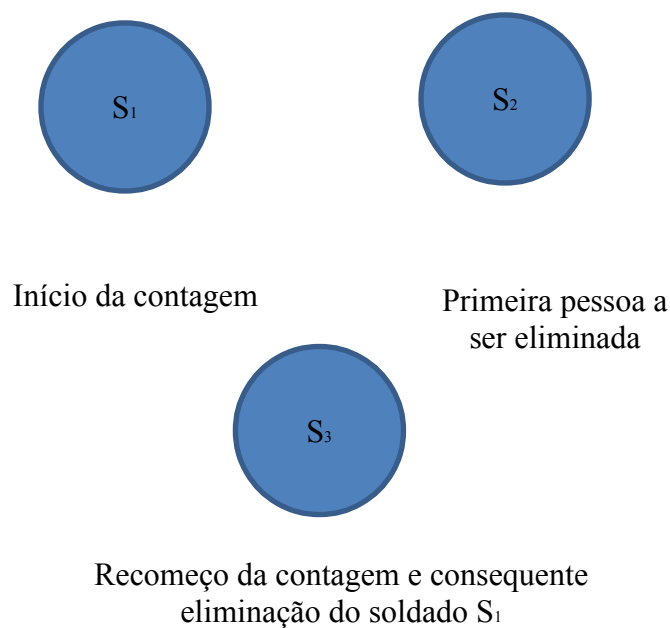 S₁
S₂
Início da contagem
Primeira pessoa a
ser eliminada
S₃
Recomeço da contagem e consequente
eliminação do soldado S₁